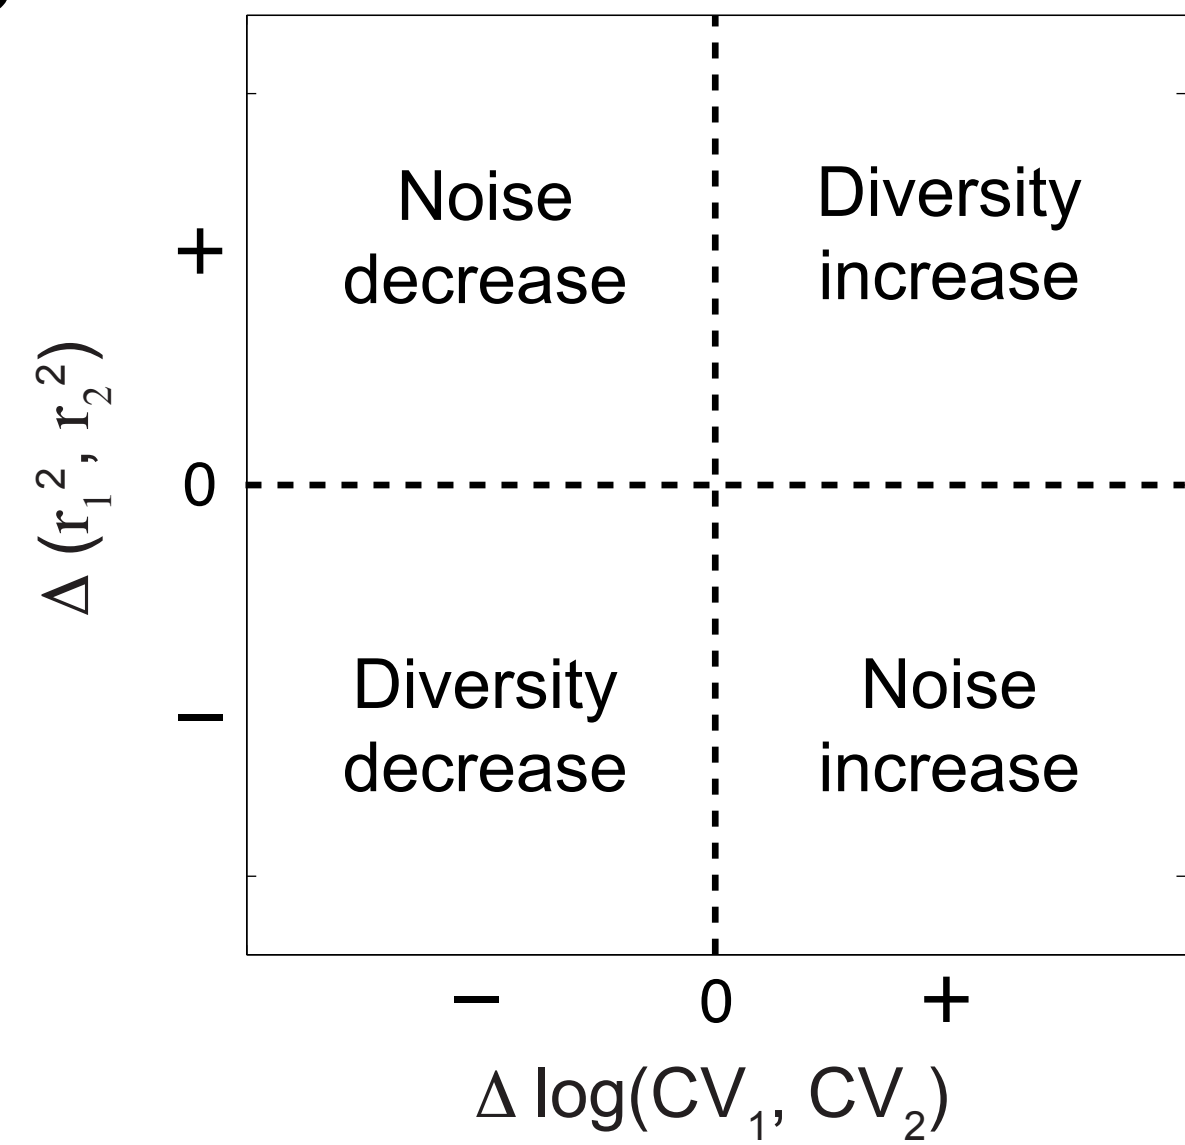 Noise
decrease
Diversity
increase
+
Δ (r₁², r₂²)
0
Diversity
decrease
Noise
increase
−
− 0 +
Δ log(CV₁, CV₂)